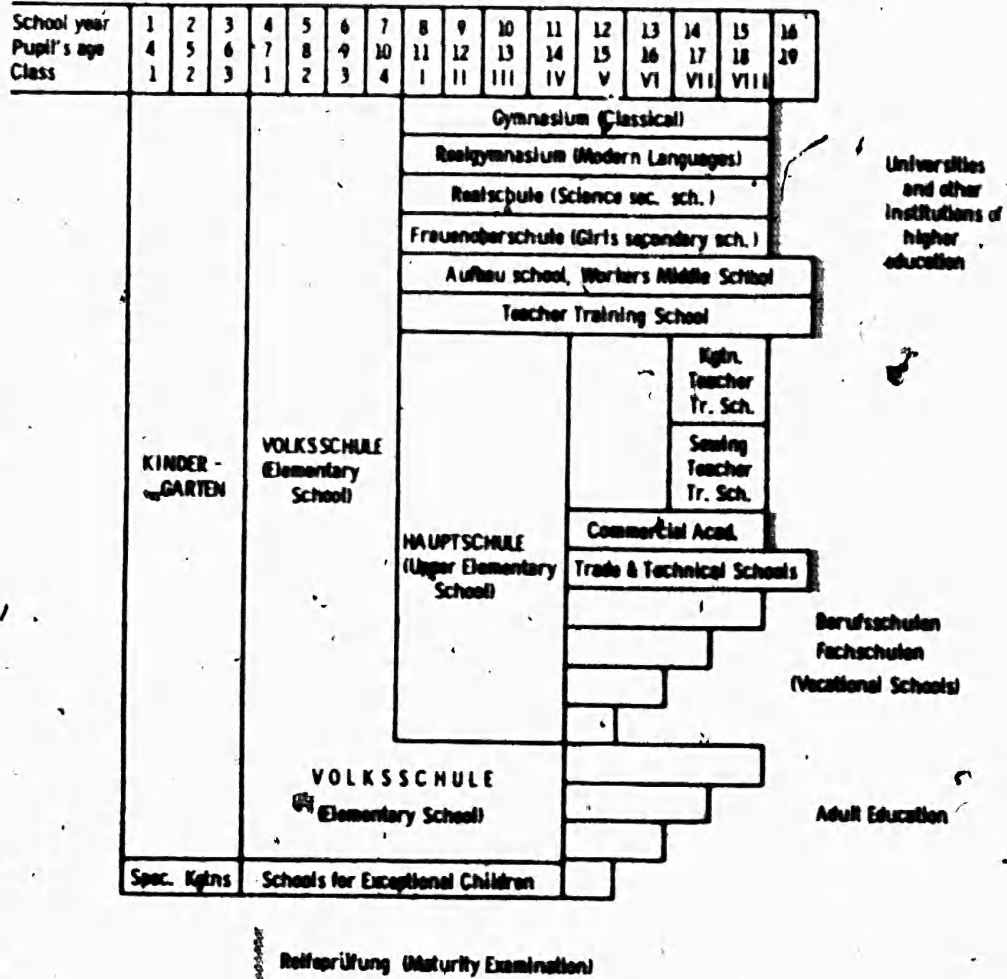 School year 1 2 3 4 5 6 7 8 9 10 11 12 13 14 15 16
Pupil's age 4 5 6 7 8 9 10 11 12 13 14 15 16 17 18 19
Class 1 2 3 1 2 3 4 I II III IV V VI VII VIII
Gymnasium (Classical)
Realgymnasium (Modern Languages)
Realschule (Science sec. sch.)
Frauenoberschule (Girls secondary sch.)
Aufbau school, Workers Middle School
Teacher Training School
Universities
and other
institutions of
higher
education
Kgtn.
Teacher
Tr. Sch.
Sewing
Teacher
Tr. Sch.
KINDER-
GARTEN
VOLKSSCHULE
(Elementary
School)
HAUPTSCHULE
(Upper Elementary
School)
Commercial Acad.
Trade & Technical Schools
Berufsschulen
Fachschulen
(Vocational Schools)
VOLKSSCHULE
(Elementary School)
Adult Education
Spec. Kgtns
Schools for Exceptional Children
Reifeprüfung (Maturity Examination)